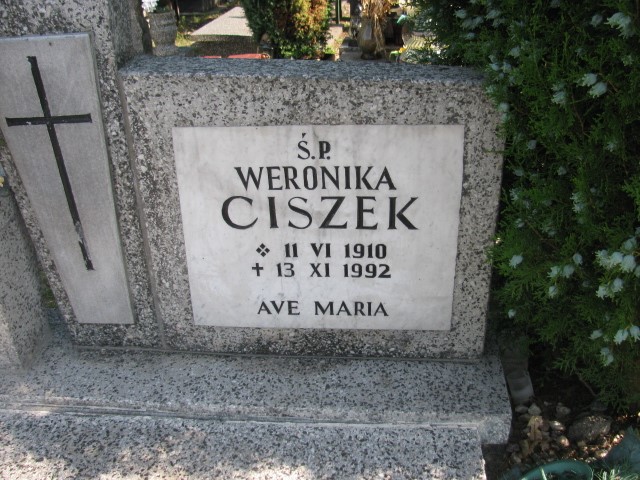 Ś.P.
WERONIKA
CISZEK
❖ 11 VI 1910
✝ 13 XI 1992
AVE MARIA